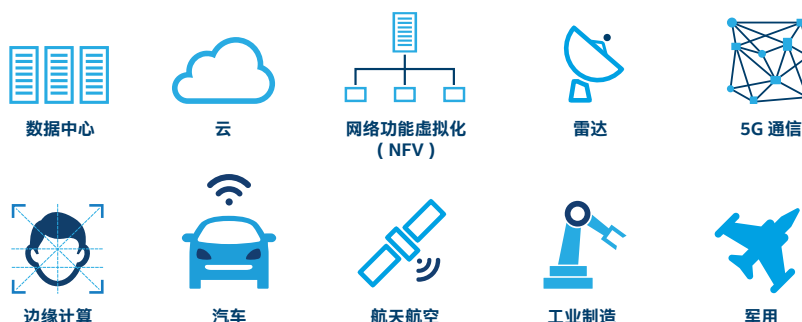 数据中心
云
网络功能虚拟化
( NFV )
雷达
5G 通信
边缘计算
汽车
航天航空
工业制造
军用